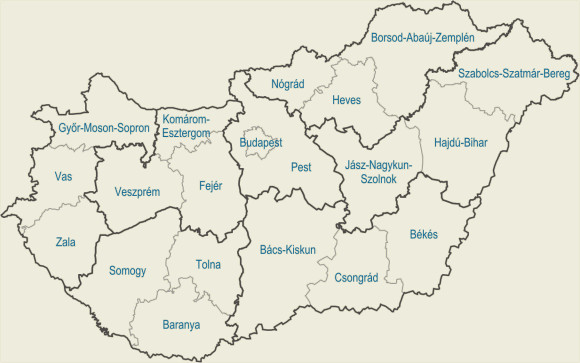 Borsod-Abaúj-Zemplén
Szabolcs-Szatmár-Bereg
Nógrád
Heves
Komárom-
Esztergom
Győr-Moson-Sopron
Budapest
Hajdú-Bihar
Pest
Jász-Nagykun-
Szolnok
Vas
Veszprém
Fejér
Zala
Békés
Bács-Kiskun
Tolna
Somogy
Csongrád
Baranya